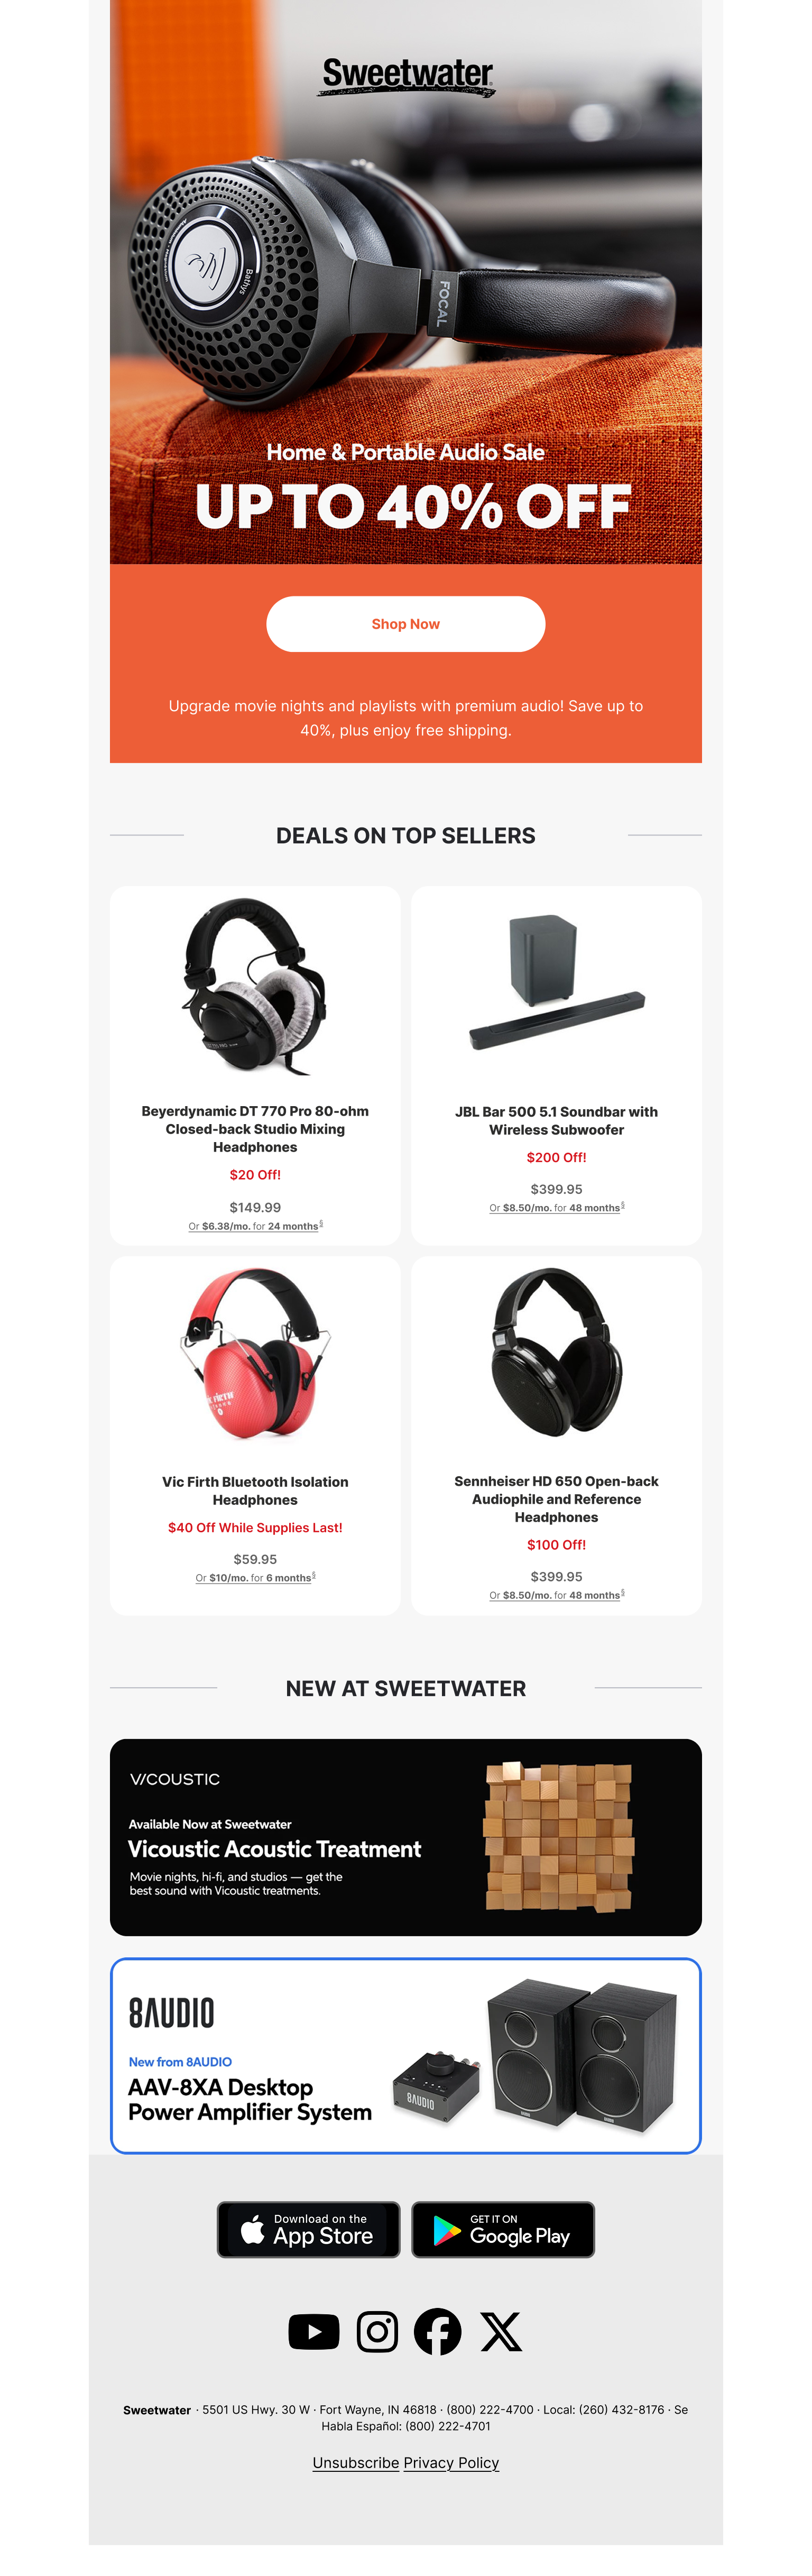 Sweetwater
Bathys
FOCAL
Home & Portable Audio Sale
UP TO 40% OFF
Shop Now
Upgrade movie nights and playlists with premium audio! Save up to
40%, plus enjoy free shipping.
DEALS ON TOP SELLERS
Beyerdynamic DT 770 Pro 80-ohm
Closed-back Studio Mixing
Headphones
$20 Off!
$149.99
Or $6.38/mo. for 24 months§
JBL Bar 500 5.1 Soundbar with
Wireless Subwoofer
$200 Off!
$399.95
Or $8.50/mo. for 48 months§
Vic Firth Bluetooth Isolation
Headphones
$40 Off While Supplies Last!
$59.95
Or $10/mo. for 6 months§
Sennheiser HD 650 Open-back
Audiophile and Reference
Headphones
$100 Off!
$399.95
Or $8.50/mo. for 48 months§
NEW AT SWEETWATER
VICOUSTIC
Available Now at Sweetwater
Vicoustic Acoustic Treatment
Movie nights, hi-fi, and studios — get the
best sound with Vicoustic treatments.
8AUDIO
New from 8AUDIO
AAV-8XA Desktop
Power Amplifier System
8AUDIO
Download on the
App Store
GET IT ON
Google Play
Sweetwater · 5501 US Hwy. 30 W · Fort Wayne, IN 46818 · (800) 222-4700 · Local: (260) 432-8176 · Se
Habla Español: (800) 222-4701
Unsubscribe Privacy Policy